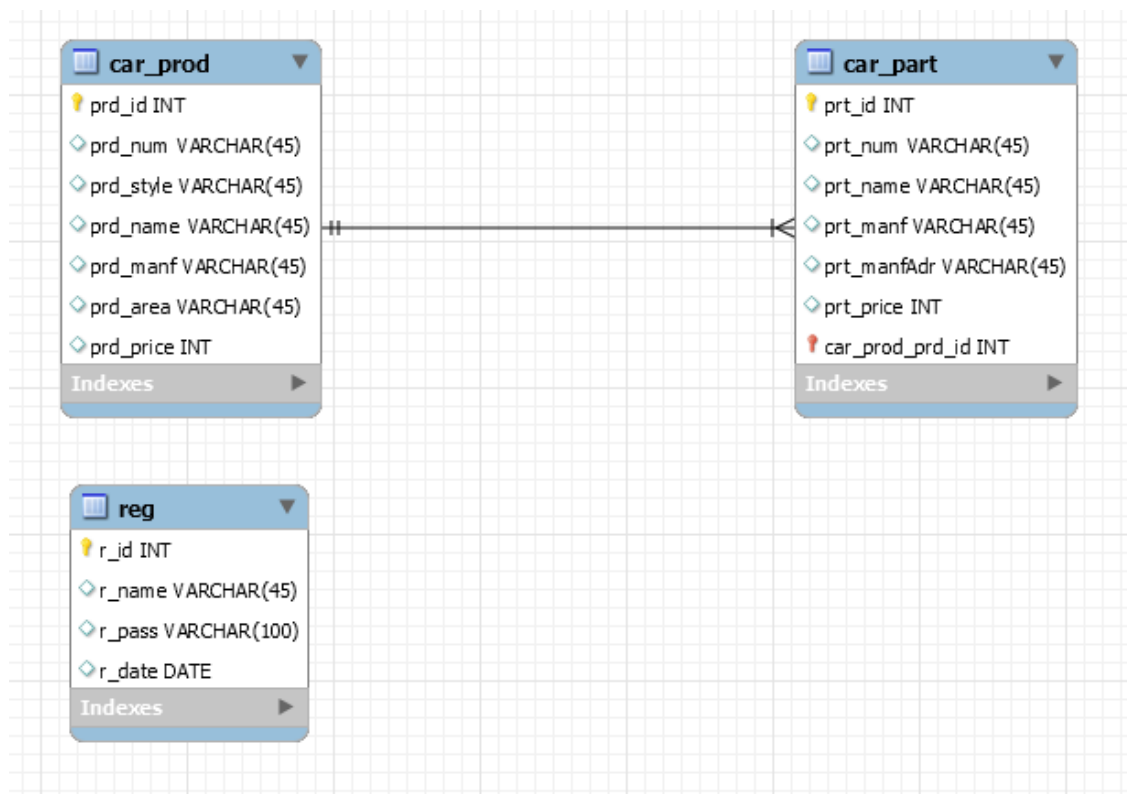 car_prod
prd_id INT
prd_num VARCHAR(45)
prd_style VARCHAR(45)
prd_name VARCHAR(45)
prd_manf VARCHAR(45)
prd_area VARCHAR(45)
prd_price INT
Indexes
car_part
prt_id INT
prt_num VARCHAR(45)
prt_name VARCHAR(45)
prt_manf VARCHAR(45)
prt_manfAdr VARCHAR(45)
prt_price INT
car_prod_prd_id INT
Indexes
reg
r_id INT
r_name VARCHAR(45)
r_pass VARCHAR(100)
r_date DATE
Indexes